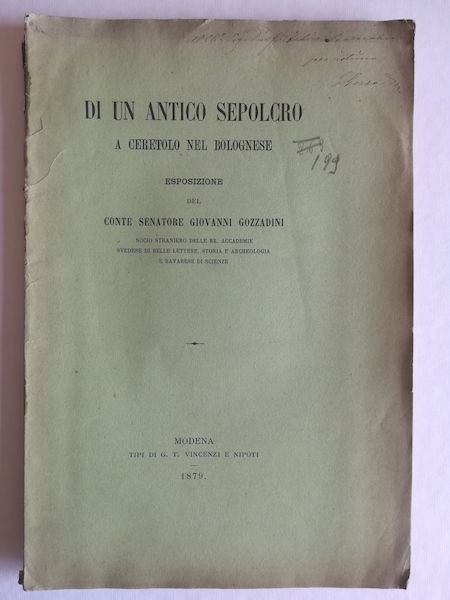 DI UN ANTICO SEPOLCRO
A CERETOLO NEL BOLOGNESE
199
ESPOSIZIONE
DEL
CONTE SENATORE GIOVANNI GOZZADINI
SOCIO STRANIERO DELLE RR. ACCADEMIE
SVEDESE DI BELLE LETTERE, STORIA E ARCHEOLOGIA
E BAVARESE DI SCIENZE
MODENA
TIPI DI G. T. VINCENZI E NIPOTI
1879.